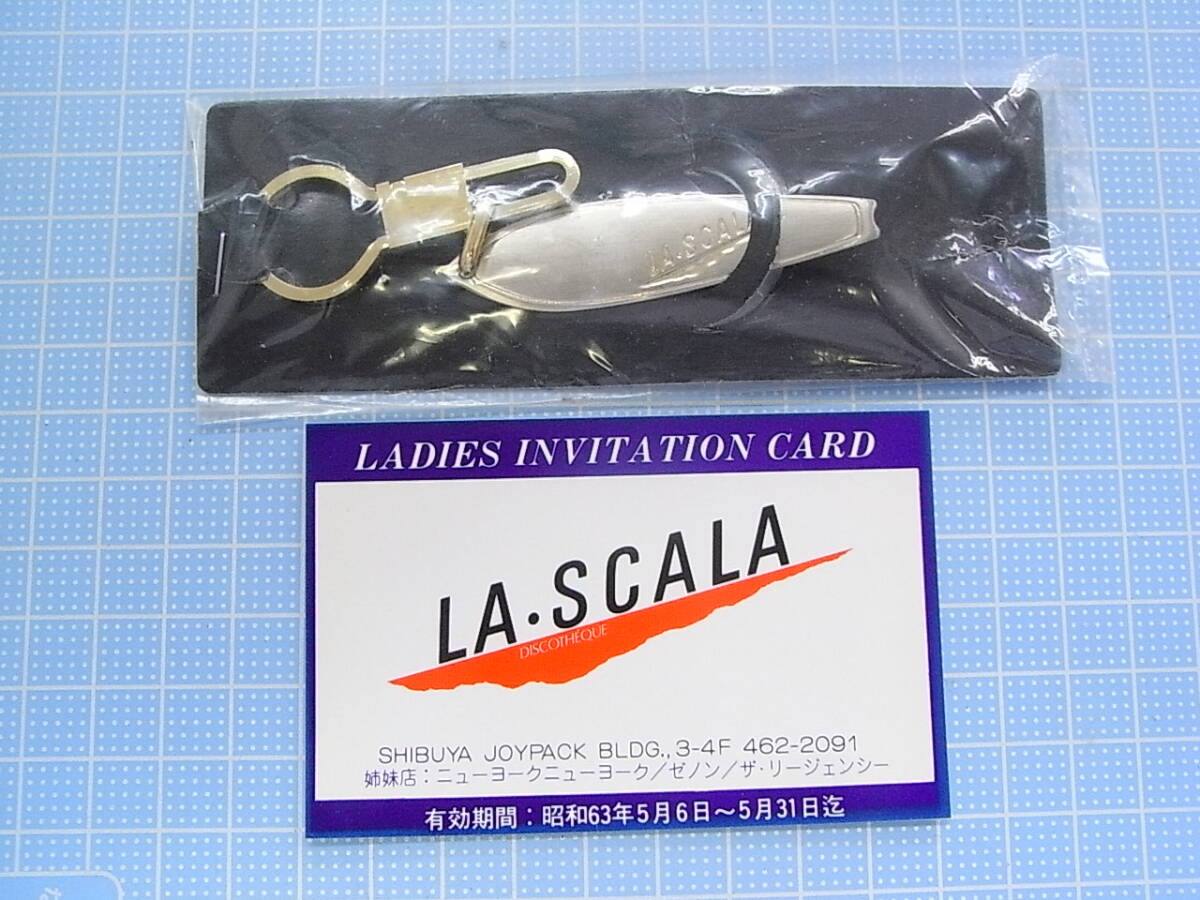 LA·SCAL
LADIES INVITATION CARD
LA·SCALA
DISCOTHÉQUE
SHIBUYA JOYPACK BLDG., 3-4F 462-2091
姉妹店：ニューヨークニューヨーク／ゼノン／ザ・リージェンシー
有効期間：昭和63年5月6日〜5月31日迄